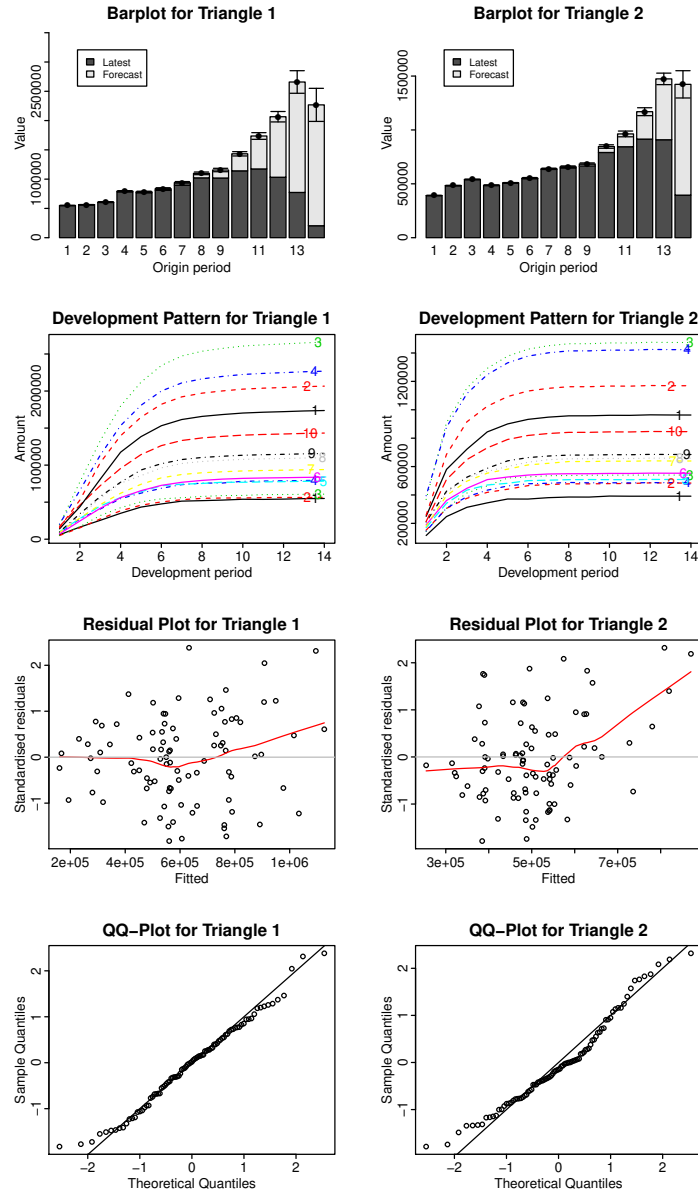 Barplot for Triangle 1
Value
0
1000000
2500000
Latest
Forecast
1 2 3 4 5 6 7 8 9 11 13
Origin period
Barplot for Triangle 2
Value
0
500000
1500000
Latest
Forecast
1 2 3 4 5 6 7 8 9 11 13
Origin period
Development Pattern for Triangle 1
Amount
0
1000000
2000000
3
4
2
1
10
9
8
7
6
5
4
3
2
1
2 4 6 8 10 12 14
Development period
Development Pattern for Triangle 2
Amount
200000
600000
1200000
3
4
2
1
10
9
8
7
6
5
3
4
2
1
2 4 6 8 10 12 14
Development period
Residual Plot for Triangle 1
Standardised residuals
−1 0 1 2
2e+05 4e+05 6e+05 8e+05 1e+06
Fitted
Residual Plot for Triangle 2
Standardised residuals
−1 0 1 2
3e+05 5e+05 7e+05
Fitted
QQ−Plot for Triangle 1
Sample Quantiles
−1 0 1 2
−2 −1 0 1 2
Theoretical Quantiles
QQ−Plot for Triangle 2
Sample Quantiles
−1 0 1 2
−2 −1 0 1 2
Theoretical Quantiles